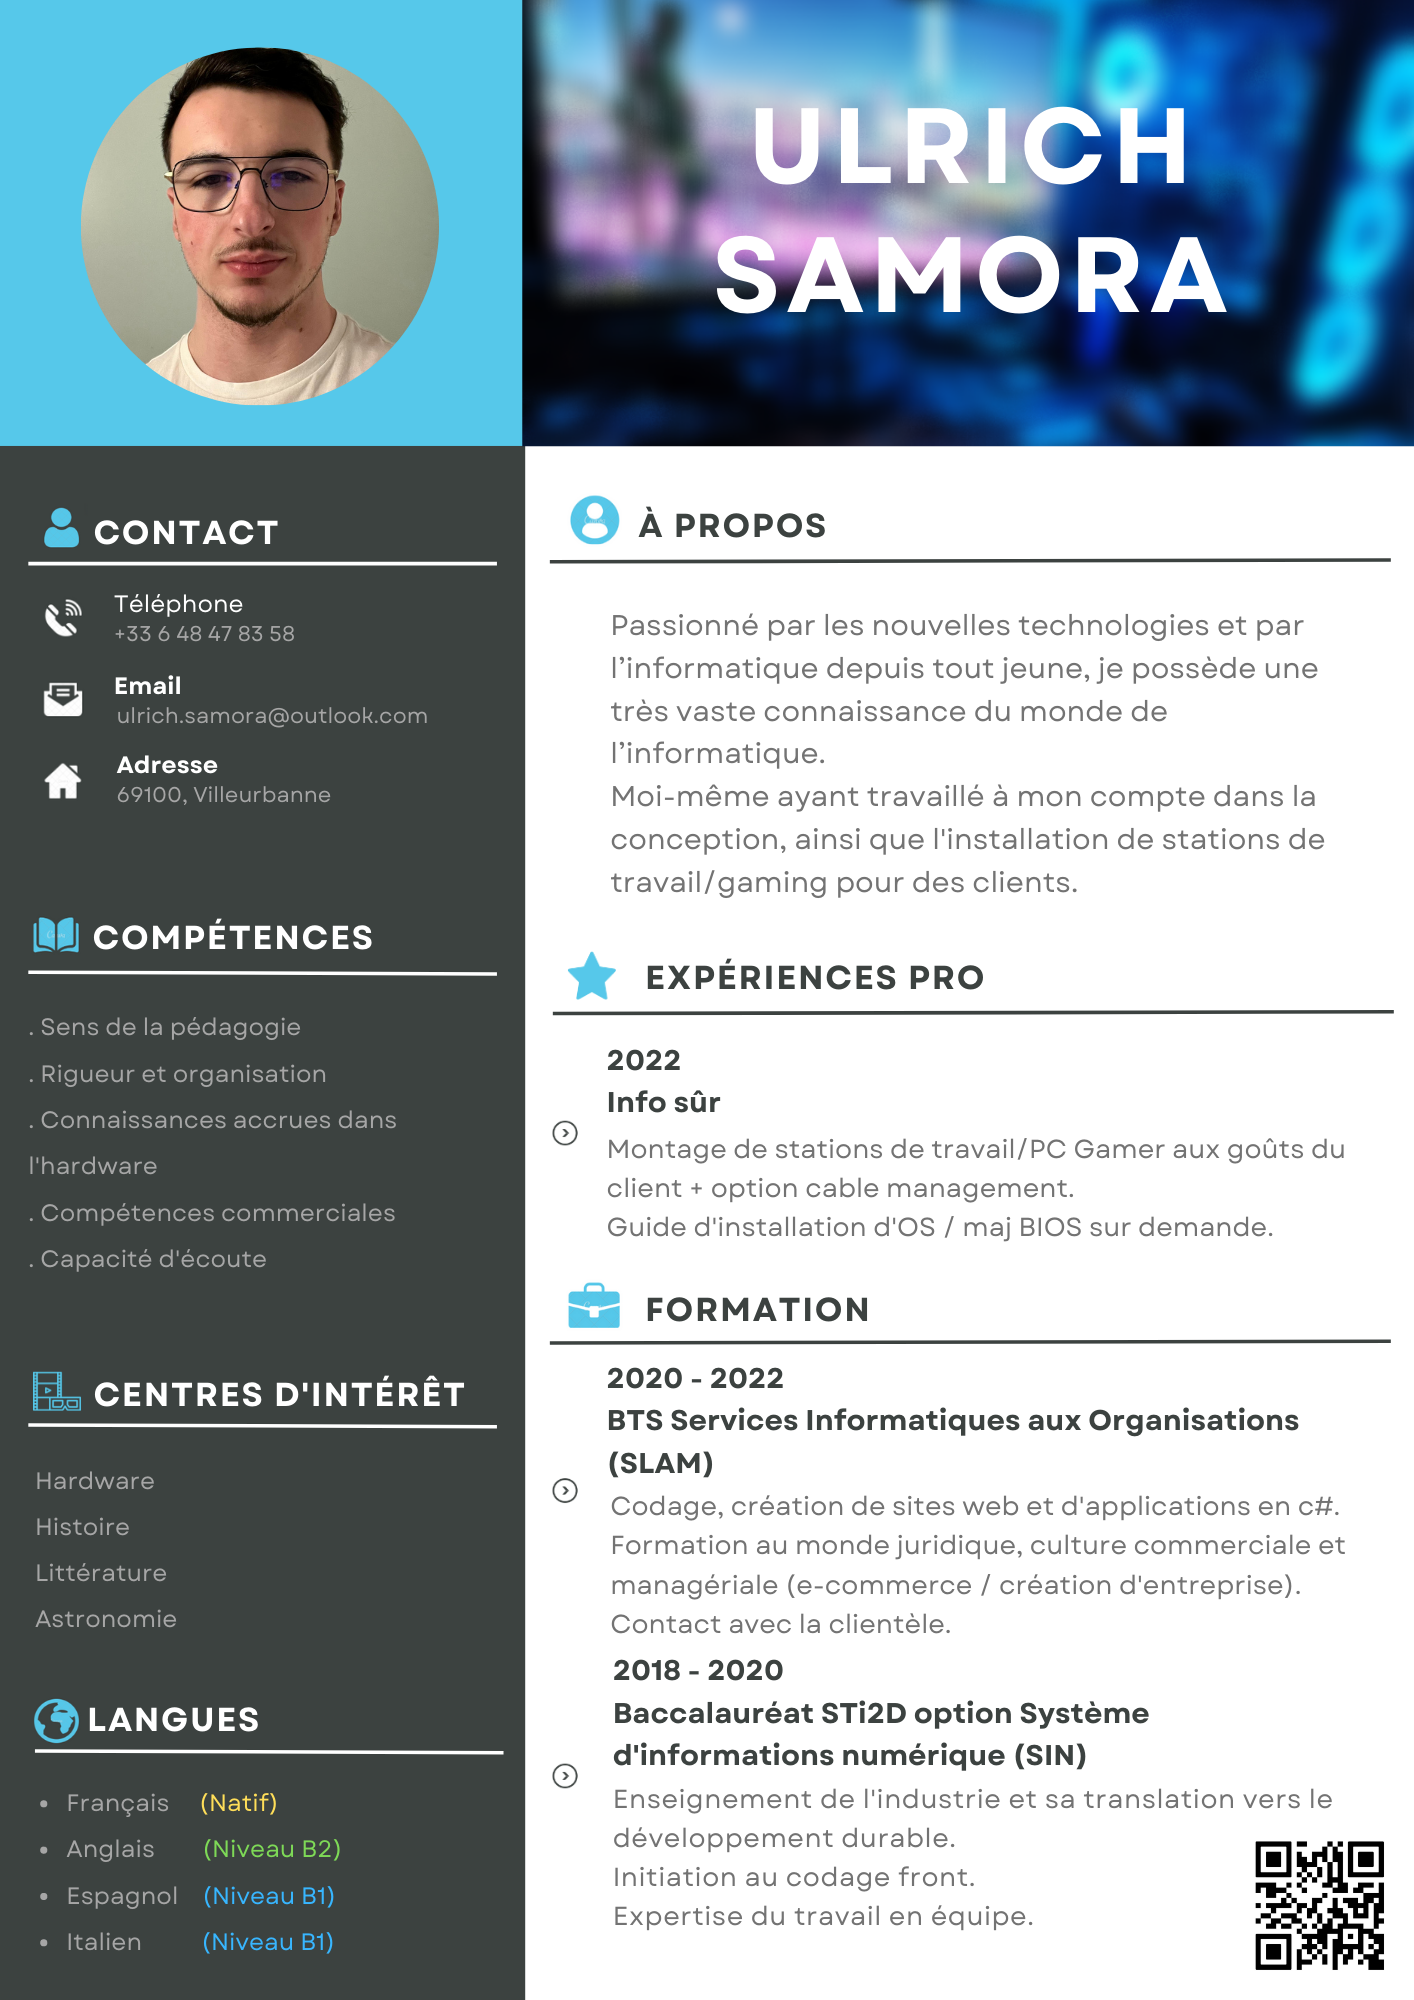 ULRICH
SAMORA
CONTACT
Téléphone
+33 6 48 47 83 58
Email
ulrich.samora@outlook.com
Adresse
69100, Villeurbanne
COMPÉTENCES
. Sens de la pédagogie
. Rigueur et organisation
. Connaissances accrues dans
l'hardware
. Compétences commerciales
. Capacité d'écoute
CENTRES D'INTÉRÊT
Hardware
Histoire
Littérature
Astronomie
LANGUES
• Français (Natif)
• Anglais (Niveau B2)
• Espagnol (Niveau B1)
• Italien (Niveau B1)
À PROPOS
Passionné par les nouvelles technologies et par
l’informatique depuis tout jeune, je possède une
très vaste connaissance du monde de
l’informatique.
Moi-même ayant travaillé à mon compte dans la
conception, ainsi que l'installation de stations de
travail/gaming pour des clients.
EXPÉRIENCES PRO
2022
Info sûr
Montage de stations de travail/PC Gamer aux goûts du
client + option cable management.
Guide d'installation d'OS / maj BIOS sur demande.
FORMATION
2020 - 2022
BTS Services Informatiques aux Organisations
(SLAM)
Codage, création de sites web et d'applications en c#.
Formation au monde juridique, culture commerciale et
managériale (e-commerce / création d'entreprise).
Contact avec la clientèle.
2018 - 2020
Baccalauréat STi2D option Système
d'informations numérique (SIN)
Enseignement de l'industrie et sa translation vers le
développement durable.
Initiation au codage front.
Expertise du travail en équipe.